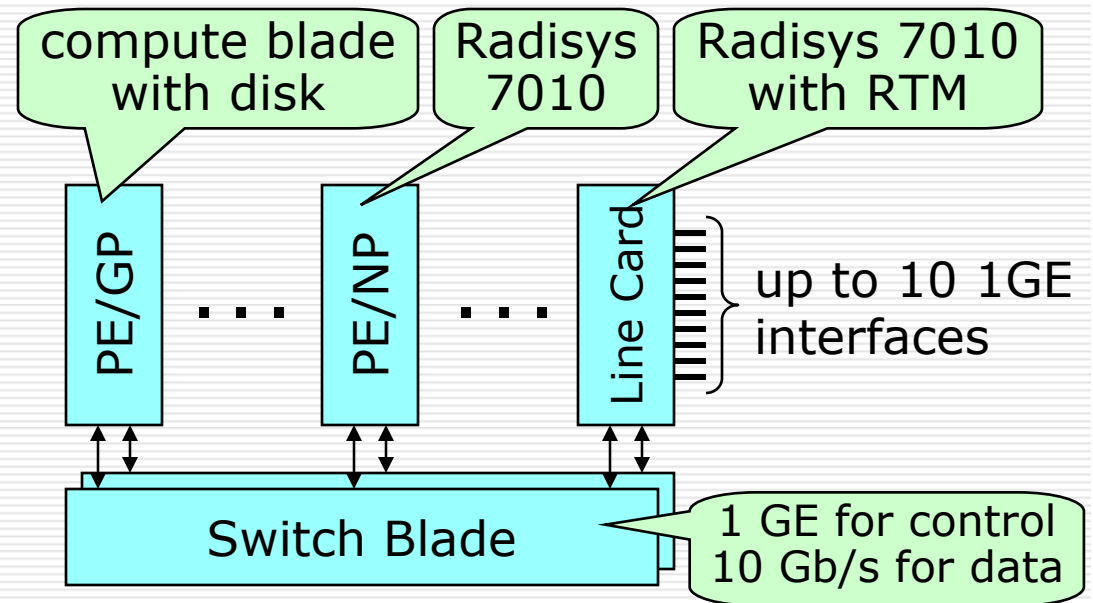 compute blade
with disk
Radisys
7010
Radisys 7010
with RTM
PE/GP
. . .
PE/NP
. . .
Line Card
up to 10 1GE
interfaces
Switch Blade
1 GE for control
10 Gb/s for data